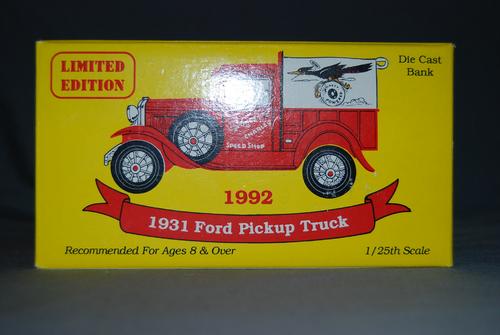 LIMITED
EDITION
Die Cast
Bank
CHARLIE
SPEED SHOP
1992
1931 Ford Pickup Truck
Recommended For Ages 8 & Over
1/25th Scale